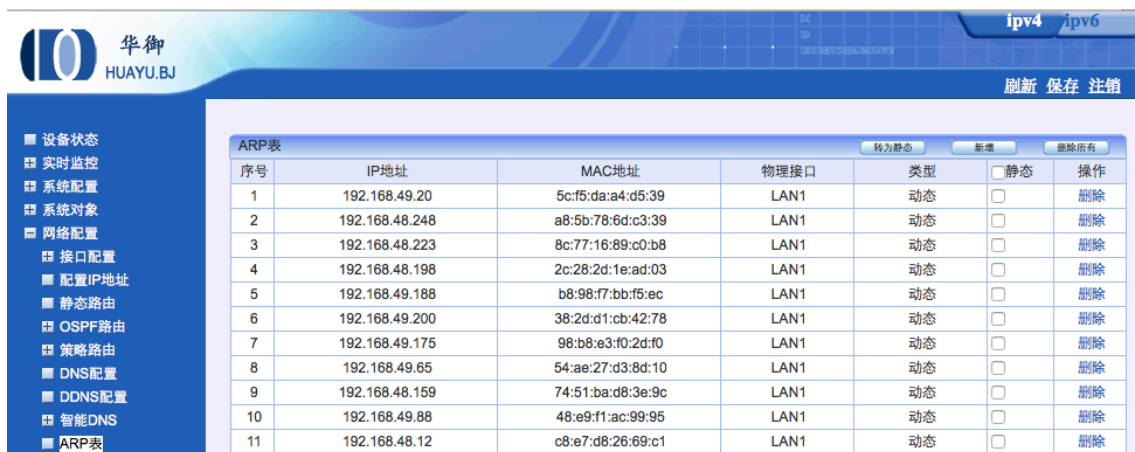 华御
HUAYU.BJ
ipv4 ipv6
刷新 保存 注销
设备状态
实时监控
系统配置
系统对象
网络配置
接口配置
配置IP地址
静态路由
OSPF路由
策略路由
DNS配置
DDNS配置
智能DNS
ARP表
ARP表 转为静态 新增 删除所有
序号 IP地址 MAC地址 物理接口 类型 静态 操作
1 192.168.49.20 5c:f5:da:a4:d5:39 LAN1 动态 删除
2 192.168.48.248 a8:5b:78:6d:c3:39 LAN1 动态 删除
3 192.168.48.223 8c:77:16:89:c0:b8 LAN1 动态 删除
4 192.168.48.198 2c:28:2d:1e:ad:03 LAN1 动态 删除
5 192.168.49.188 b8:98:f7:bb:f5:ec LAN1 动态 删除
6 192.168.49.200 38:2d:d1:cb:42:78 LAN1 动态 删除
7 192.168.49.175 98:b8:e3:f0:2d:f0 LAN1 动态 删除
8 192.168.49.65 54:ae:27:d3:8d:10 LAN1 动态 删除
9 192.168.48.159 74:51:ba:d8:3e:9c LAN1 动态 删除
10 192.168.49.88 48:e9:f1:ac:99:95 LAN1 动态 删除
11 192.168.48.12 c8:e7:d8:26:69:c1 LAN1 动态 删除